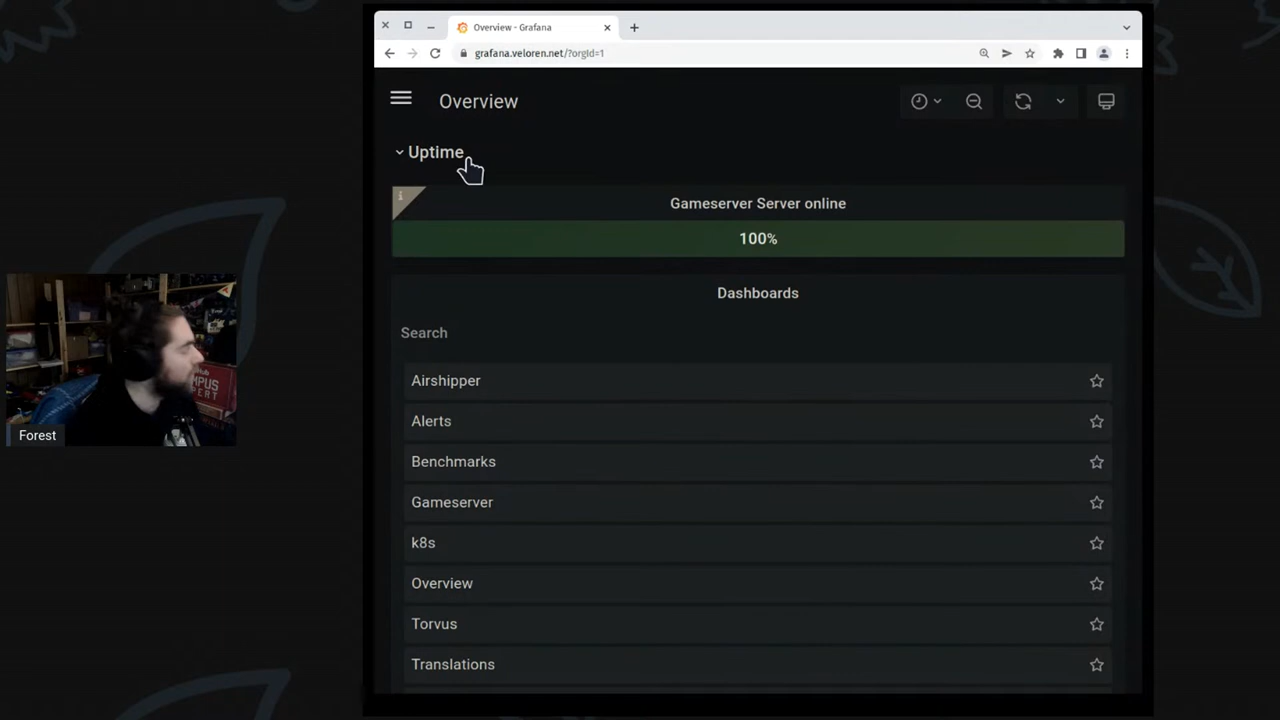 Overview - Grafana
grafana.veloren.net/?orgId=1
Overview
Uptime
i
Gameserver Server online
100%
Dashboards
Search
Airshipper
Alerts
Benchmarks
Gameserver
k8s
Overview
Torvus
Translations
Forest